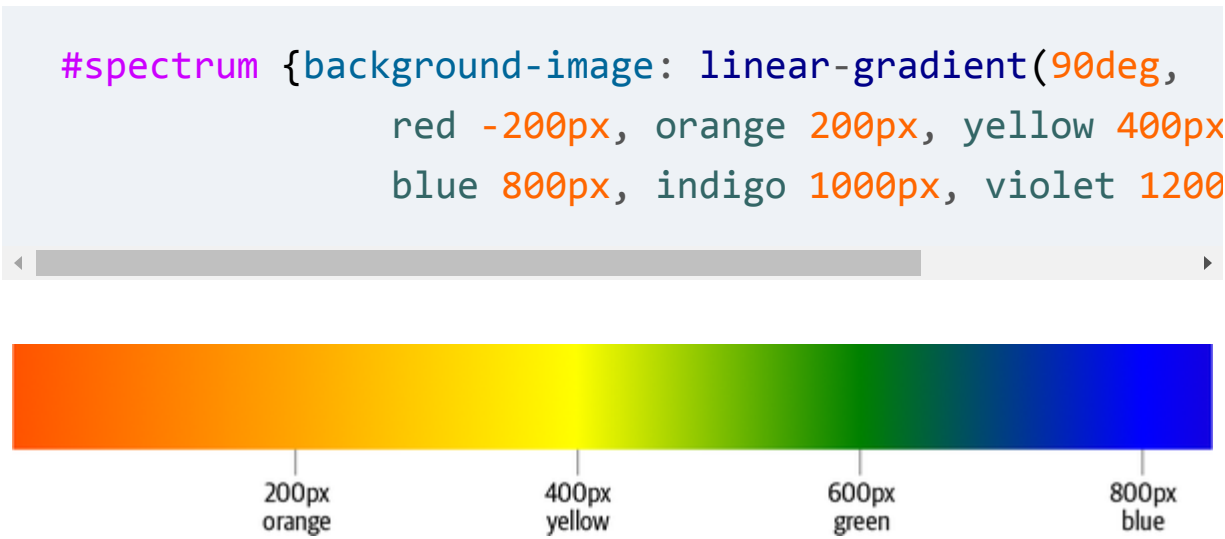 #spectrum {background-image: linear-gradient(90deg,
red -200px, orange 200px, yellow 400px
blue 800px, indigo 1000px, violet 1200
200px 400px 600px 800px
orange yellow green blue